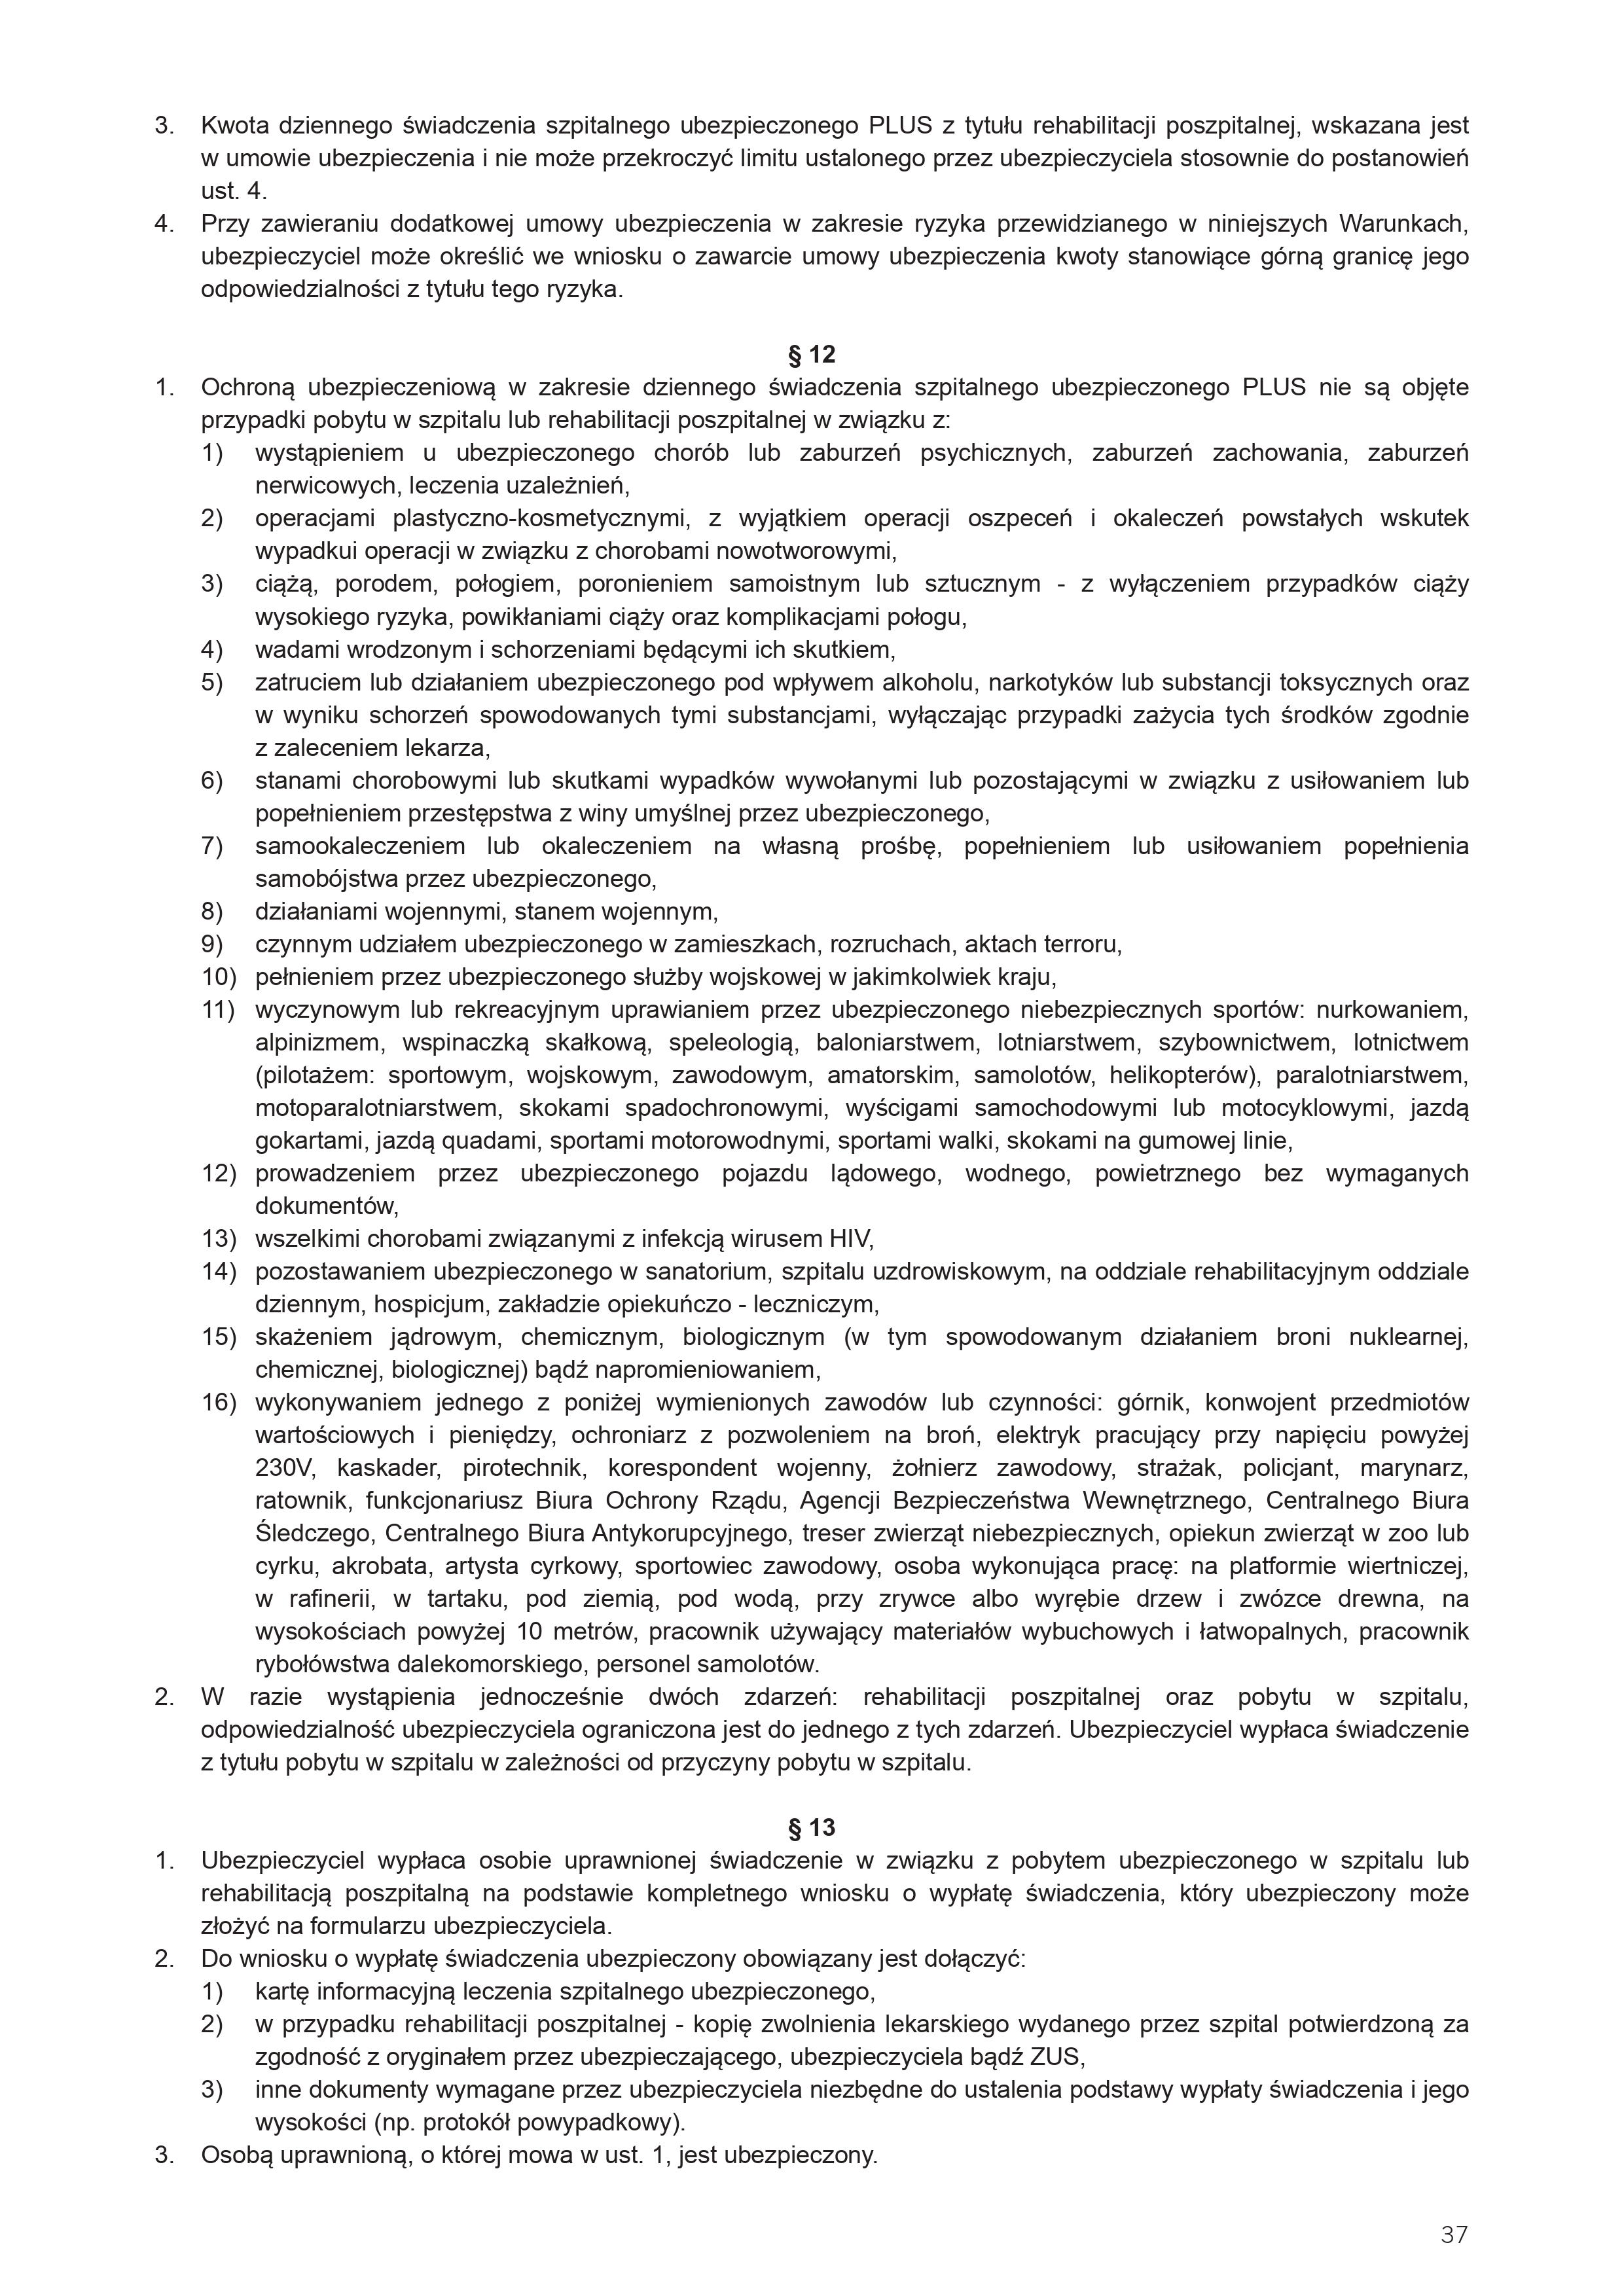 3. Kwota dziennego świadczenia szpitalnego ubezpieczonego PLUS z tytułu rehabilitacji poszpitalnej, wskazana jest
w umowie ubezpieczenia i nie może przekroczyć limitu ustalonego przez ubezpieczyciela stosownie do postanowień
ust. 4.
4. Przy zawieraniu dodatkowej umowy ubezpieczenia w zakresie ryzyka przewidzianego w niniejszych Warunkach,
ubezpieczyciel może określić we wniosku o zawarcie umowy ubezpieczenia kwoty stanowiące górną granicę jego
odpowiedzialności z tytułu tego ryzyka.
§ 12
1. Ochroną ubezpieczeniową w zakresie dziennego świadczenia szpitalnego ubezpieczonego PLUS nie są objęte
przypadki pobytu w szpitalu lub rehabilitacji poszpitalnej w związku z:
1) wystąpieniem u ubezpieczonego chorób lub zaburzeń psychicznych, zaburzeń zachowania, zaburzeń
nerwicowych, leczenia uzależnień,
2) operacjami plastyczno-kosmetycznymi, z wyjątkiem operacji oszpeceń i okaleczeń powstałych wskutek
wypadkui operacji w związku z chorobami nowotworowymi,
3) ciążą, porodem, połogiem, poronieniem samoistnym lub sztucznym - z wyłączeniem przypadków ciąży
wysokiego ryzyka, powikłaniami ciąży oraz komplikacjami połogu,
4) wadami wrodzonym i schorzeniami będącymi ich skutkiem,
5) zatruciem lub działaniem ubezpieczonego pod wpływem alkoholu, narkotyków lub substancji toksycznych oraz
w wyniku schorzeń spowodowanych tymi substancjami, wyłączając przypadki zażycia tych środków zgodnie
z zaleceniem lekarza,
6) stanami chorobowymi lub skutkami wypadków wywołanymi lub pozostającymi w związku z usiłowaniem lub
popełnieniem przestępstwa z winy umyślnej przez ubezpieczonego,
7) samookaleczeniem lub okaleczeniem na własną prośbę, popełnieniem lub usiłowaniem popełnienia
samobójstwa przez ubezpieczonego,
8) działaniami wojennymi, stanem wojennym,
9) czynnym udziałem ubezpieczonego w zamieszkach, rozruchach, aktach terroru,
10) pełnieniem przez ubezpieczonego służby wojskowej w jakimkolwiek kraju,
11) wyczynowym lub rekreacyjnym uprawianiem przez ubezpieczonego niebezpiecznych sportów: nurkowaniem,
alpinizmem, wspinaczką skałkową, speleologią, baloniarstwem, lotniarstwem, szybownictwem, lotnictwem
(pilotażem: sportowym, wojskowym, zawodowym, amatorskim, samolotów, helikopterów), paralotniarstwem,
motoparalotniarstwem, skokami spadochronowymi, wyścigami samochodowymi lub motocyklowymi, jazdą
gokartami, jazdą quadami, sportami motorowodnymi, sportami walki, skokami na gumowej linie,
12) prowadzeniem przez ubezpieczonego pojazdu lądowego, wodnego, powietrznego bez wymaganych
dokumentów,
13) wszelkimi chorobami związanymi z infekcją wirusem HIV,
14) pozostawaniem ubezpieczonego w sanatorium, szpitalu uzdrowiskowym, na oddziale rehabilitacyjnym oddziale
dziennym, hospicjum, zakładzie opiekuńczo - leczniczym,
15) skażeniem jądrowym, chemicznym, biologicznym (w tym spowodowanym działaniem broni nuklearnej,
chemicznej, biologicznej) bądź napromieniowaniem,
16) wykonywaniem jednego z poniżej wymienionych zawodów lub czynności: górnik, konwojent przedmiotów
wartościowych i pieniędzy, ochroniarz z pozwoleniem na broń, elektryk pracujący przy napięciu powyżej
230V, kaskader, pirotechnik, korespondent wojenny, żołnierz zawodowy, strażak, policjant, marynarz,
ratownik, funkcjonariusz Biura Ochrony Rządu, Agencji Bezpieczeństwa Wewnętrznego, Centralnego Biura
Śledczego, Centralnego Biura Antykorupcyjnego, treser zwierząt niebezpiecznych, opiekun zwierząt w zoo lub
cyrku, akrobata, artysta cyrkowy, sportowiec zawodowy, osoba wykonująca pracę: na platformie wiertniczej,
w rafinerii, w tartaku, pod ziemią, pod wodą, przy zrywce albo wyrębie drzew i zwózce drewna, na
wysokościach powyżej 10 metrów, pracownik używający materiałów wybuchowych i łatwopalnych, pracownik
rybołówstwa dalekomorskiego, personel samolotów.
2. W razie wystąpienia jednocześnie dwóch zdarzeń: rehabilitacji poszpitalnej oraz pobytu w szpitalu,
odpowiedzialność ubezpieczyciela ograniczona jest do jednego z tych zdarzeń. Ubezpieczyciel wypłaca świadczenie
z tytułu pobytu w szpitalu w zależności od przyczyny pobytu w szpitalu.
§ 13
1. Ubezpieczyciel wypłaca osobie uprawnionej świadczenie w związku z pobytem ubezpieczonego w szpitalu lub
rehabilitacją poszpitalną na podstawie kompletnego wniosku o wypłatę świadczenia, który ubezpieczony może
złożyć na formularzu ubezpieczyciela.
2. Do wniosku o wypłatę świadczenia ubezpieczony obowiązany jest dołączyć:
1) kartę informacyjną leczenia szpitalnego ubezpieczonego,
2) w przypadku rehabilitacji poszpitalnej - kopię zwolnienia lekarskiego wydanego przez szpital potwierdzoną za
zgodność z oryginałem przez ubezpieczającego, ubezpieczyciela bądź ZUS,
3) inne dokumenty wymagane przez ubezpieczyciela niezbędne do ustalenia podstawy wypłaty świadczenia i jego
wysokości (np. protokół powypadkowy).
3. Osobą uprawnioną, o której mowa w ust. 1, jest ubezpieczony.
37